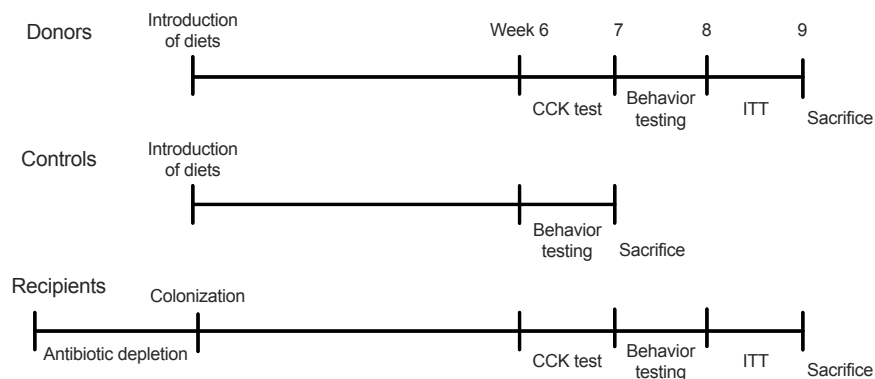 Donors
Introduction
of diets
Week 6
7
8
9
CCK test
Behavior
testing
ITT
Sacrifice
Controls
Introduction
of diets
Behavior
testing
Sacrifice
Recipients
Colonization
Antibiotic depletion
CCK test
Behavior
testing
ITT
Sacrifice